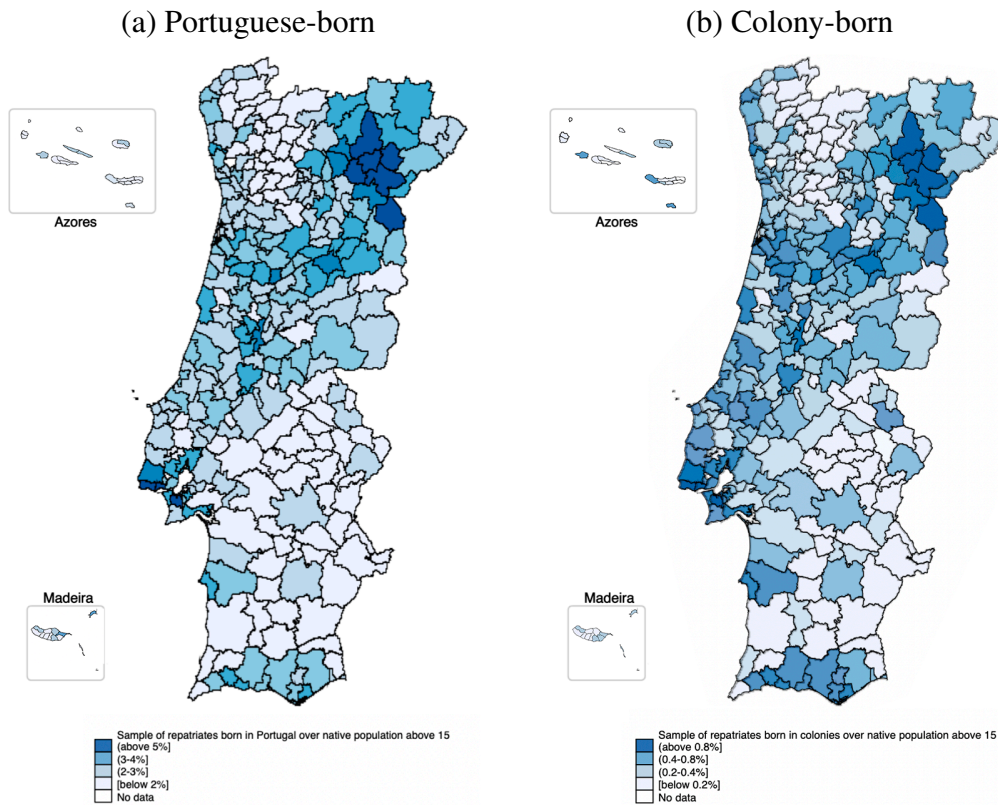 (a) Portuguese-born
(b) Colony-born
Azores
Azores
Madeira
Madeira
Sample of repatriates born in Portugal over native population above 15
(above 5%]
(3-4%]
(2-3%]
[below 2%]
No data
Sample of repatriates born in colonies over native population above 15
(above 0.8%]
(0.4-0.8%]
(0.2-0.4%]
[below 0.2%]
No data